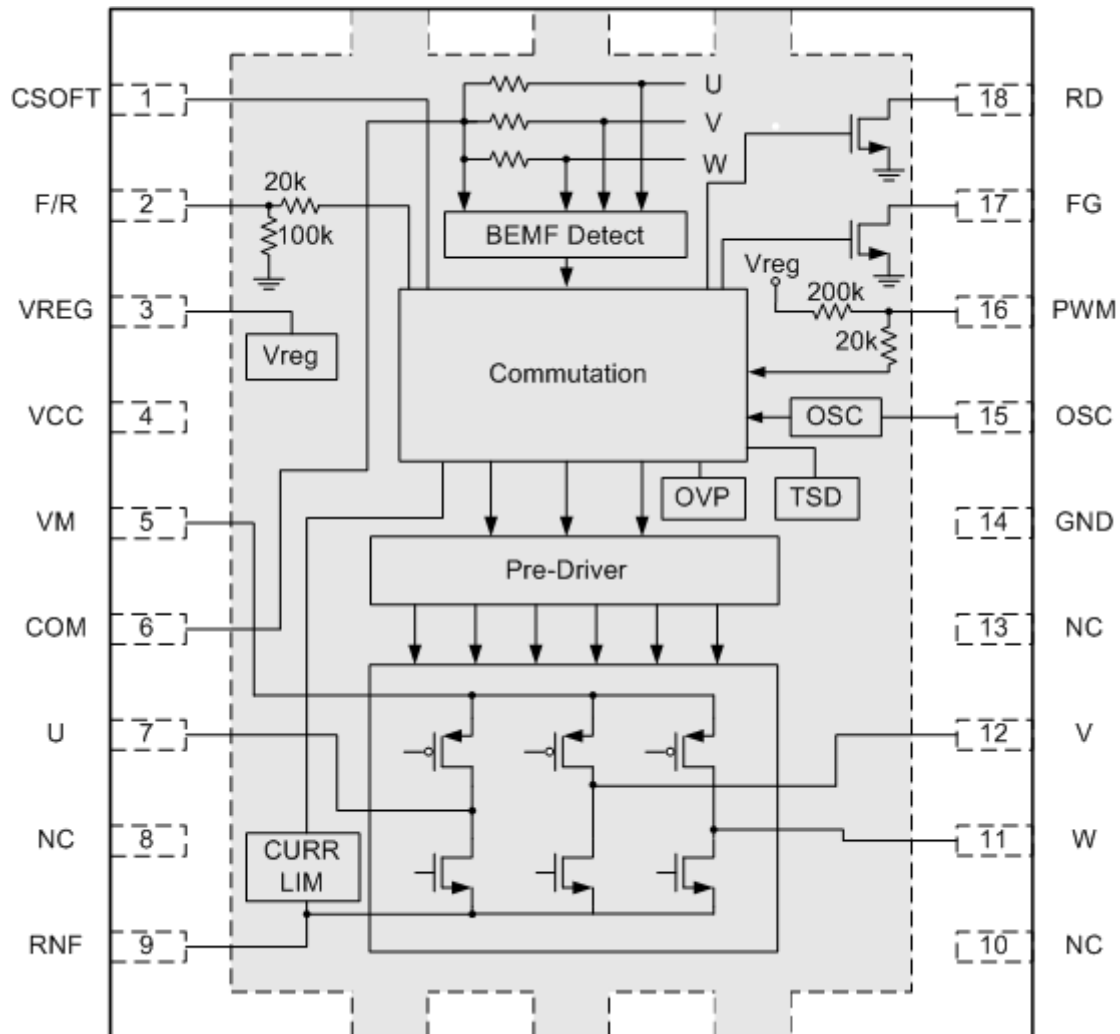 CSOFT 1
F/R 2
VREG 3
VCC 4
VM 5
COM 6
U 7
NC 8
RNF 9
18 RD
17 FG
16 PWM
15 OSC
14 GND
13 NC
12 V
11 W
10 NC
U
V
W
20k
100k
BEMF Detect
Vreg
200k
20k
Vreg
Commutation
OSC
OVP
TSD
Pre-Driver
CURR
LIM